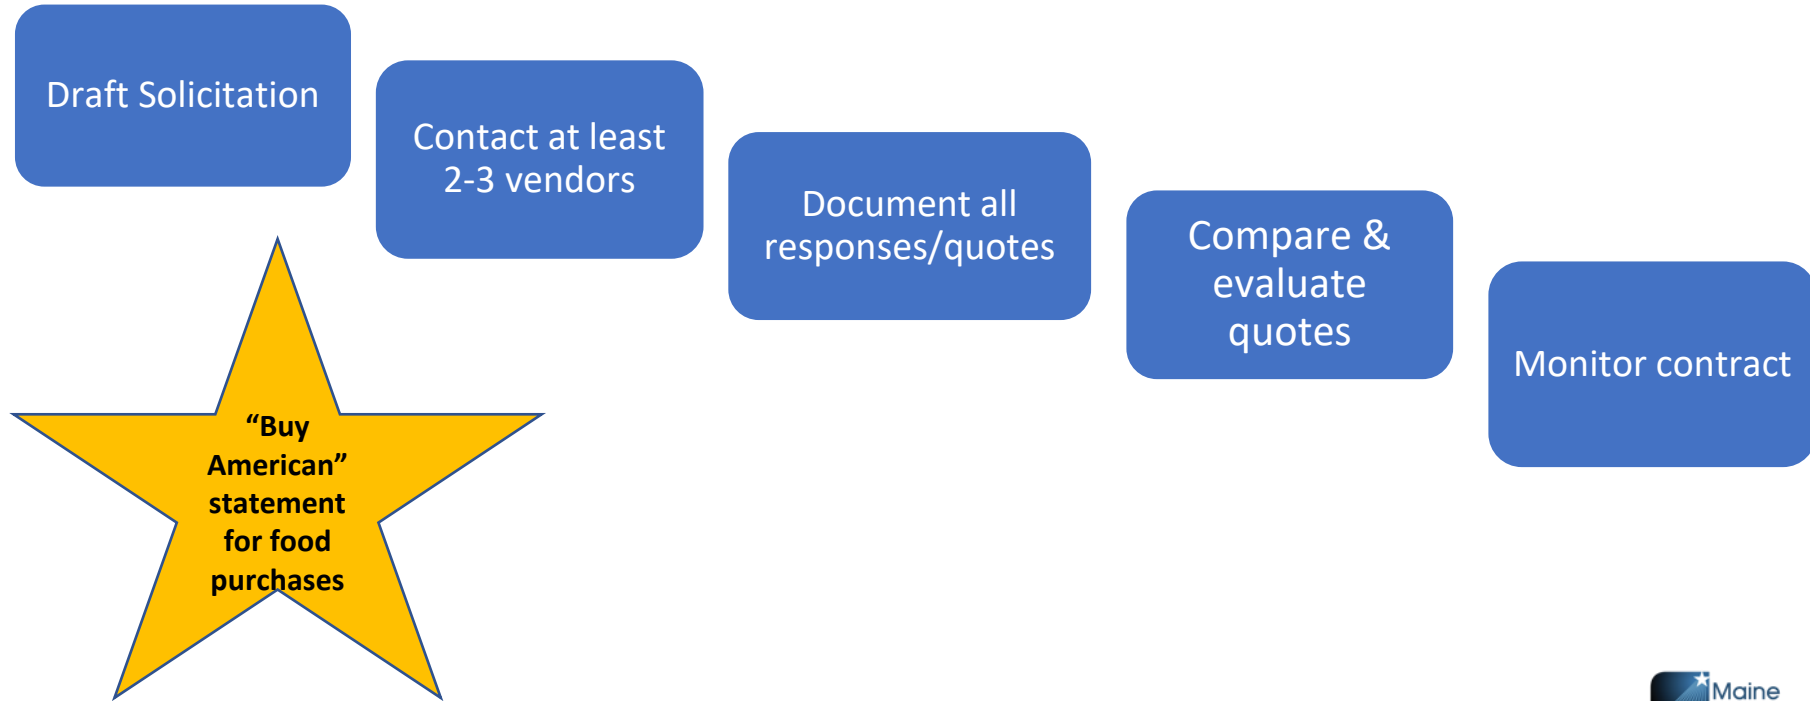 Draft Solicitation
Contact at least
2-3 vendors
Document all
responses/quotes
Compare &
evaluate
quotes
Monitor contract
“Buy
American”
statement
for food
purchases
Maine